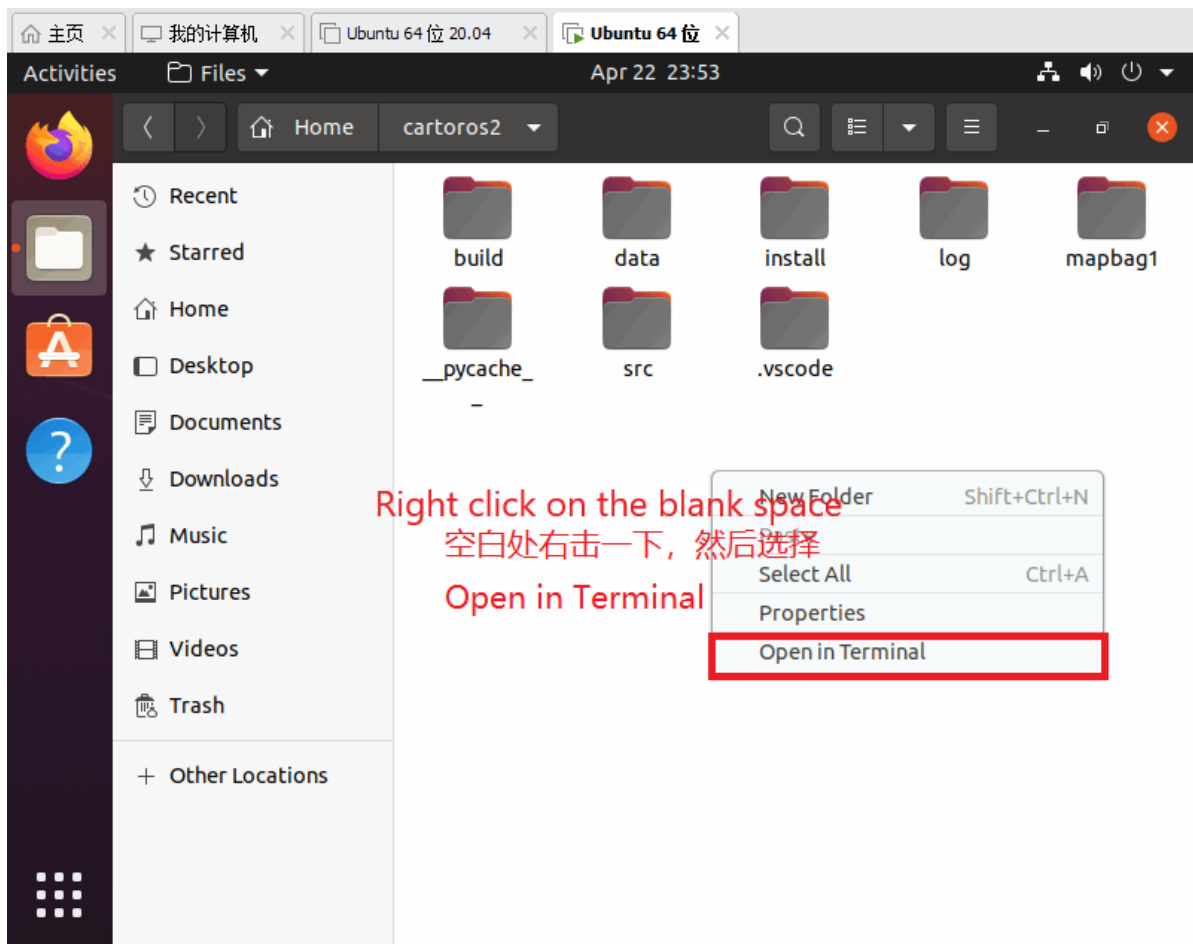 主页
我的计算机
Ubuntu 64 位 20.04
Ubuntu 64 位
Activities
Files
Apr 22 23:53
Home
cartoros2
Recent
Starred
Home
Desktop
Documents
Downloads
Music
Pictures
Videos
Trash
Other Locations
build
data
install
log
mapbag1
__pycache_
_
src
.vscode
Right click on the blank space
空白处右击一下，然后选择
Open in Terminal
New Folder Shift+Ctrl+N
Paste
Select All Ctrl+A
Properties
Open in Terminal